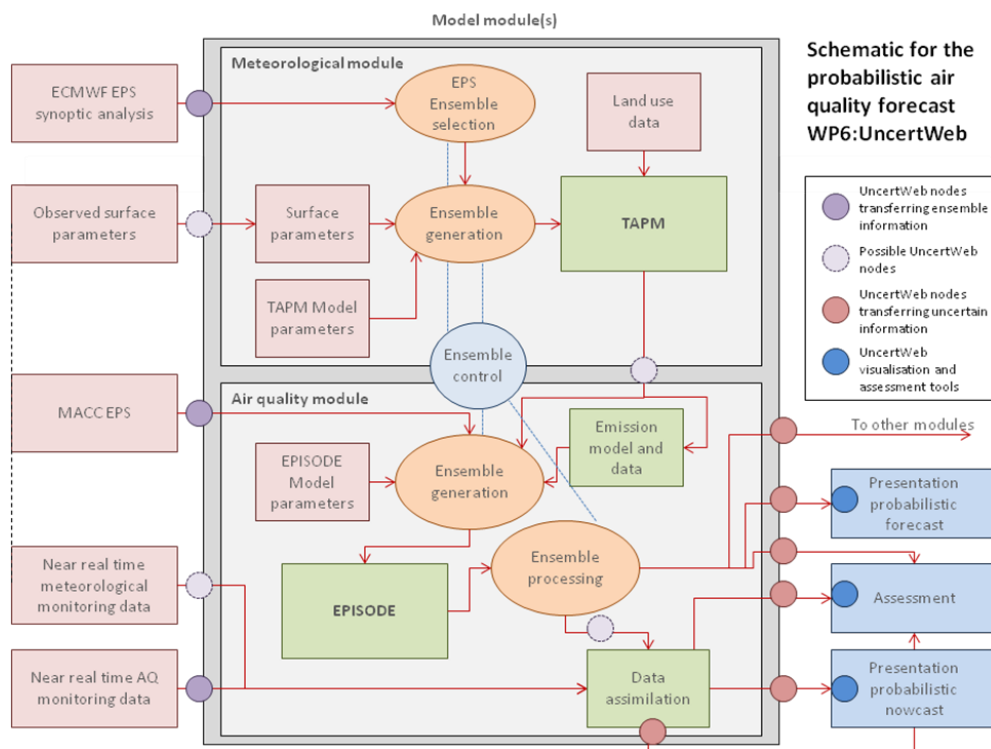 Model module(s)
Schematic for the
probabilistic air
quality forecast
WP6:UncertWeb
Meteorological module
ECMWF EPS
synoptic analysis
EPS
Ensemble
selection
Land use
data
UncertWeb nodes
transferring ensemble
information
Possible UncertWeb
nodes
UncertWeb nodes
transferring uncertain
information
UncertWeb
visualisation and
assessment tools
Observed surface
parameters
Surface
parameters
Ensemble
generation
TAPM
TAPM Model
parameters
Ensemble
control
Air quality module
MACC EPS
EPISODE
Model
parameters
Ensemble
generation
Emission model
and data
To other modules
Presentation
probabilistic
forecast
Near real time
meteorological
monitoring data
EPISODE
Ensemble
processing
Assessment
Near real time AQ
monitoring data
Data
assimilation
Presentation
probabilistic
nowcast